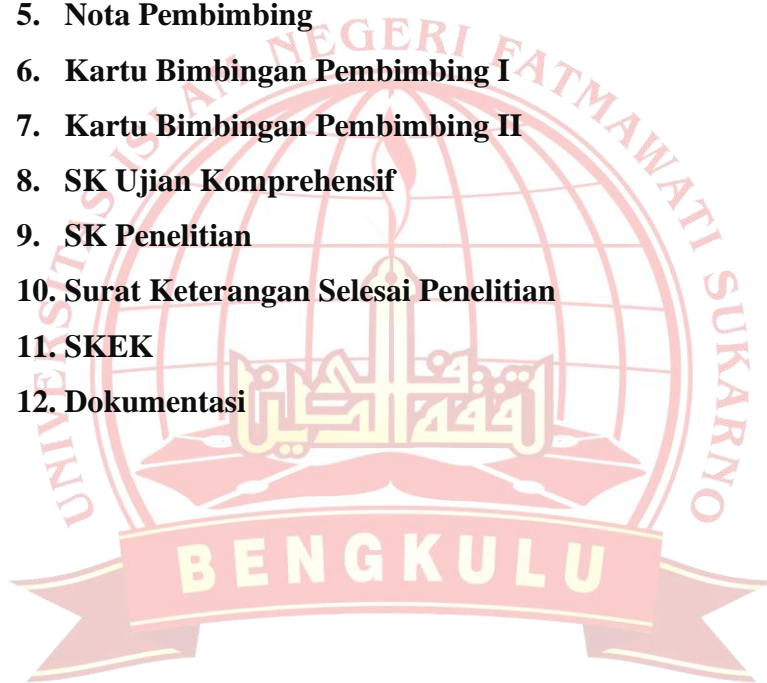 5. Nota Pembimbing
6. Kartu Bimbingan Pembimbing I
7. Kartu Bimbingan Pembimbing II
8. SK Ujian Komprehensif
9. SK Penelitian
10. Surat Keterangan Selesai Penelitian
11. SKEK
12. Dokumentasi
UNIVERSITAS ISLAM NEGERI FATMAWATI SUKARNO
BENGKULU